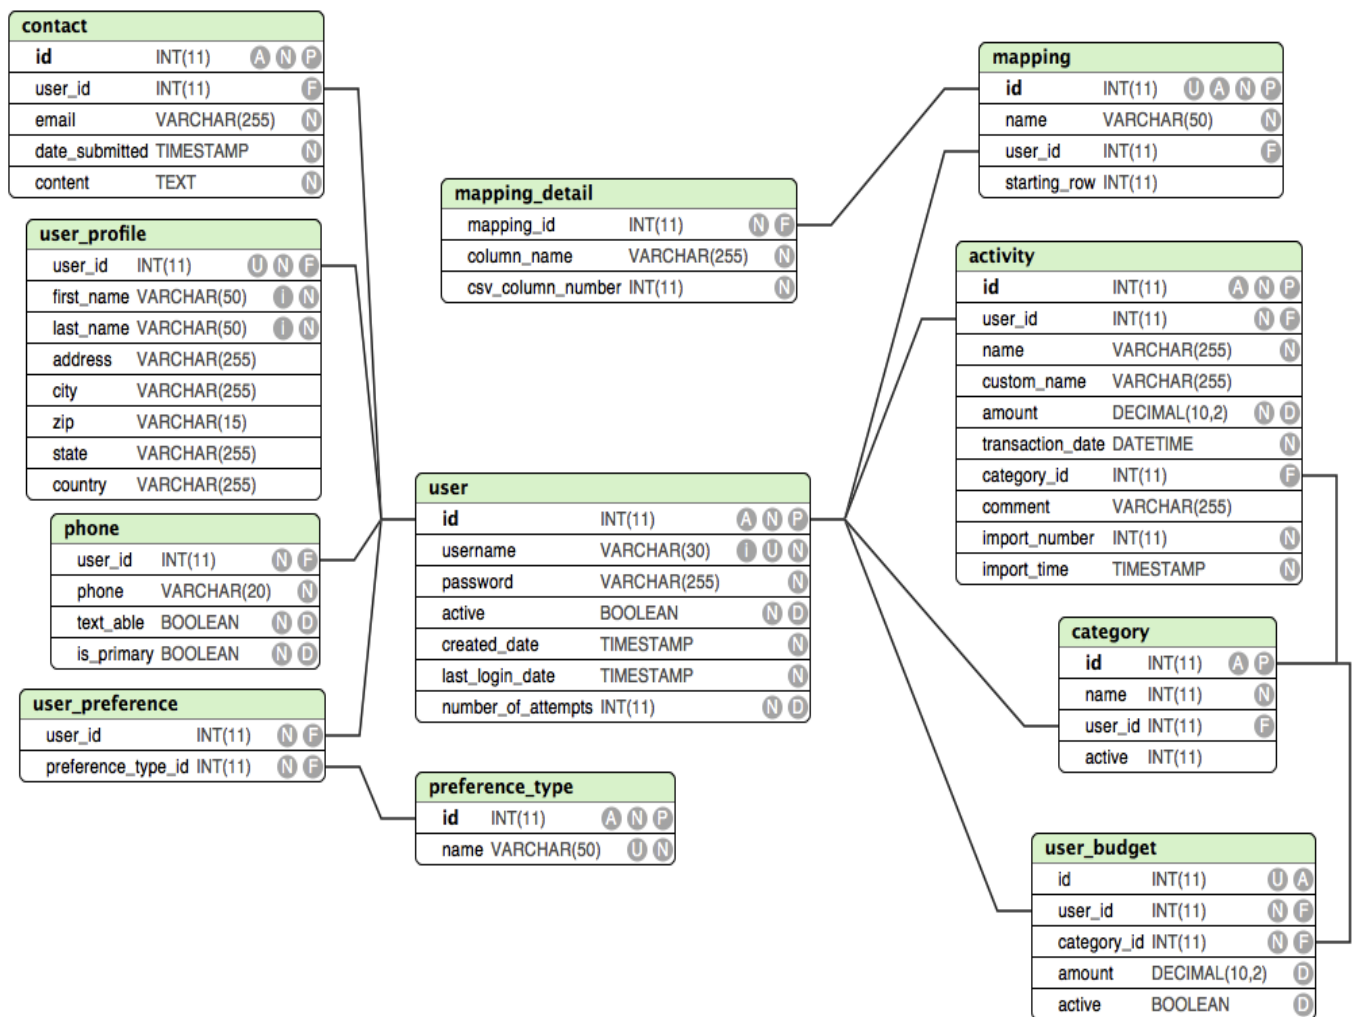 contact
id INT(11) A N P
user_id INT(11) F
email VARCHAR(255) N
date_submitted TIMESTAMP N
content TEXT N
user_profile
user_id INT(11) U N F
first_name VARCHAR(50) i N
last_name VARCHAR(50) i N
address VARCHAR(255)
city VARCHAR(255)
zip VARCHAR(15)
state VARCHAR(255)
country VARCHAR(255)
phone
user_id INT(11) N F
phone VARCHAR(20) N
text_able BOOLEAN N D
is_primary BOOLEAN N D
user_preference
user_id INT(11) N F
preference_type_id INT(11) N F
mapping_detail
mapping_id INT(11) N F
column_name VARCHAR(255) N
csv_column_number INT(11) N
user
id INT(11) A N P
username VARCHAR(30) i U N
password VARCHAR(255) N
active BOOLEAN N D
created_date TIMESTAMP N
last_login_date TIMESTAMP N
number_of_attempts INT(11) N D
preference_type
id INT(11) A N P
name VARCHAR(50) U N
mapping
id INT(11) U A N P
name VARCHAR(50) N
user_id INT(11) F
starting_row INT(11)
activity
id INT(11) A N P
user_id INT(11) N F
name VARCHAR(255) N
custom_name VARCHAR(255)
amount DECIMAL(10,2) N D
transaction_date DATETIME N
category_id INT(11) F
comment VARCHAR(255)
import_number INT(11) N
import_time TIMESTAMP N
category
id INT(11) A P
name INT(11) N
user_id INT(11) F
active INT(11)
user_budget
id INT(11) U A
user_id INT(11) N F
category_id INT(11) N F
amount DECIMAL(10,2) D
active BOOLEAN D